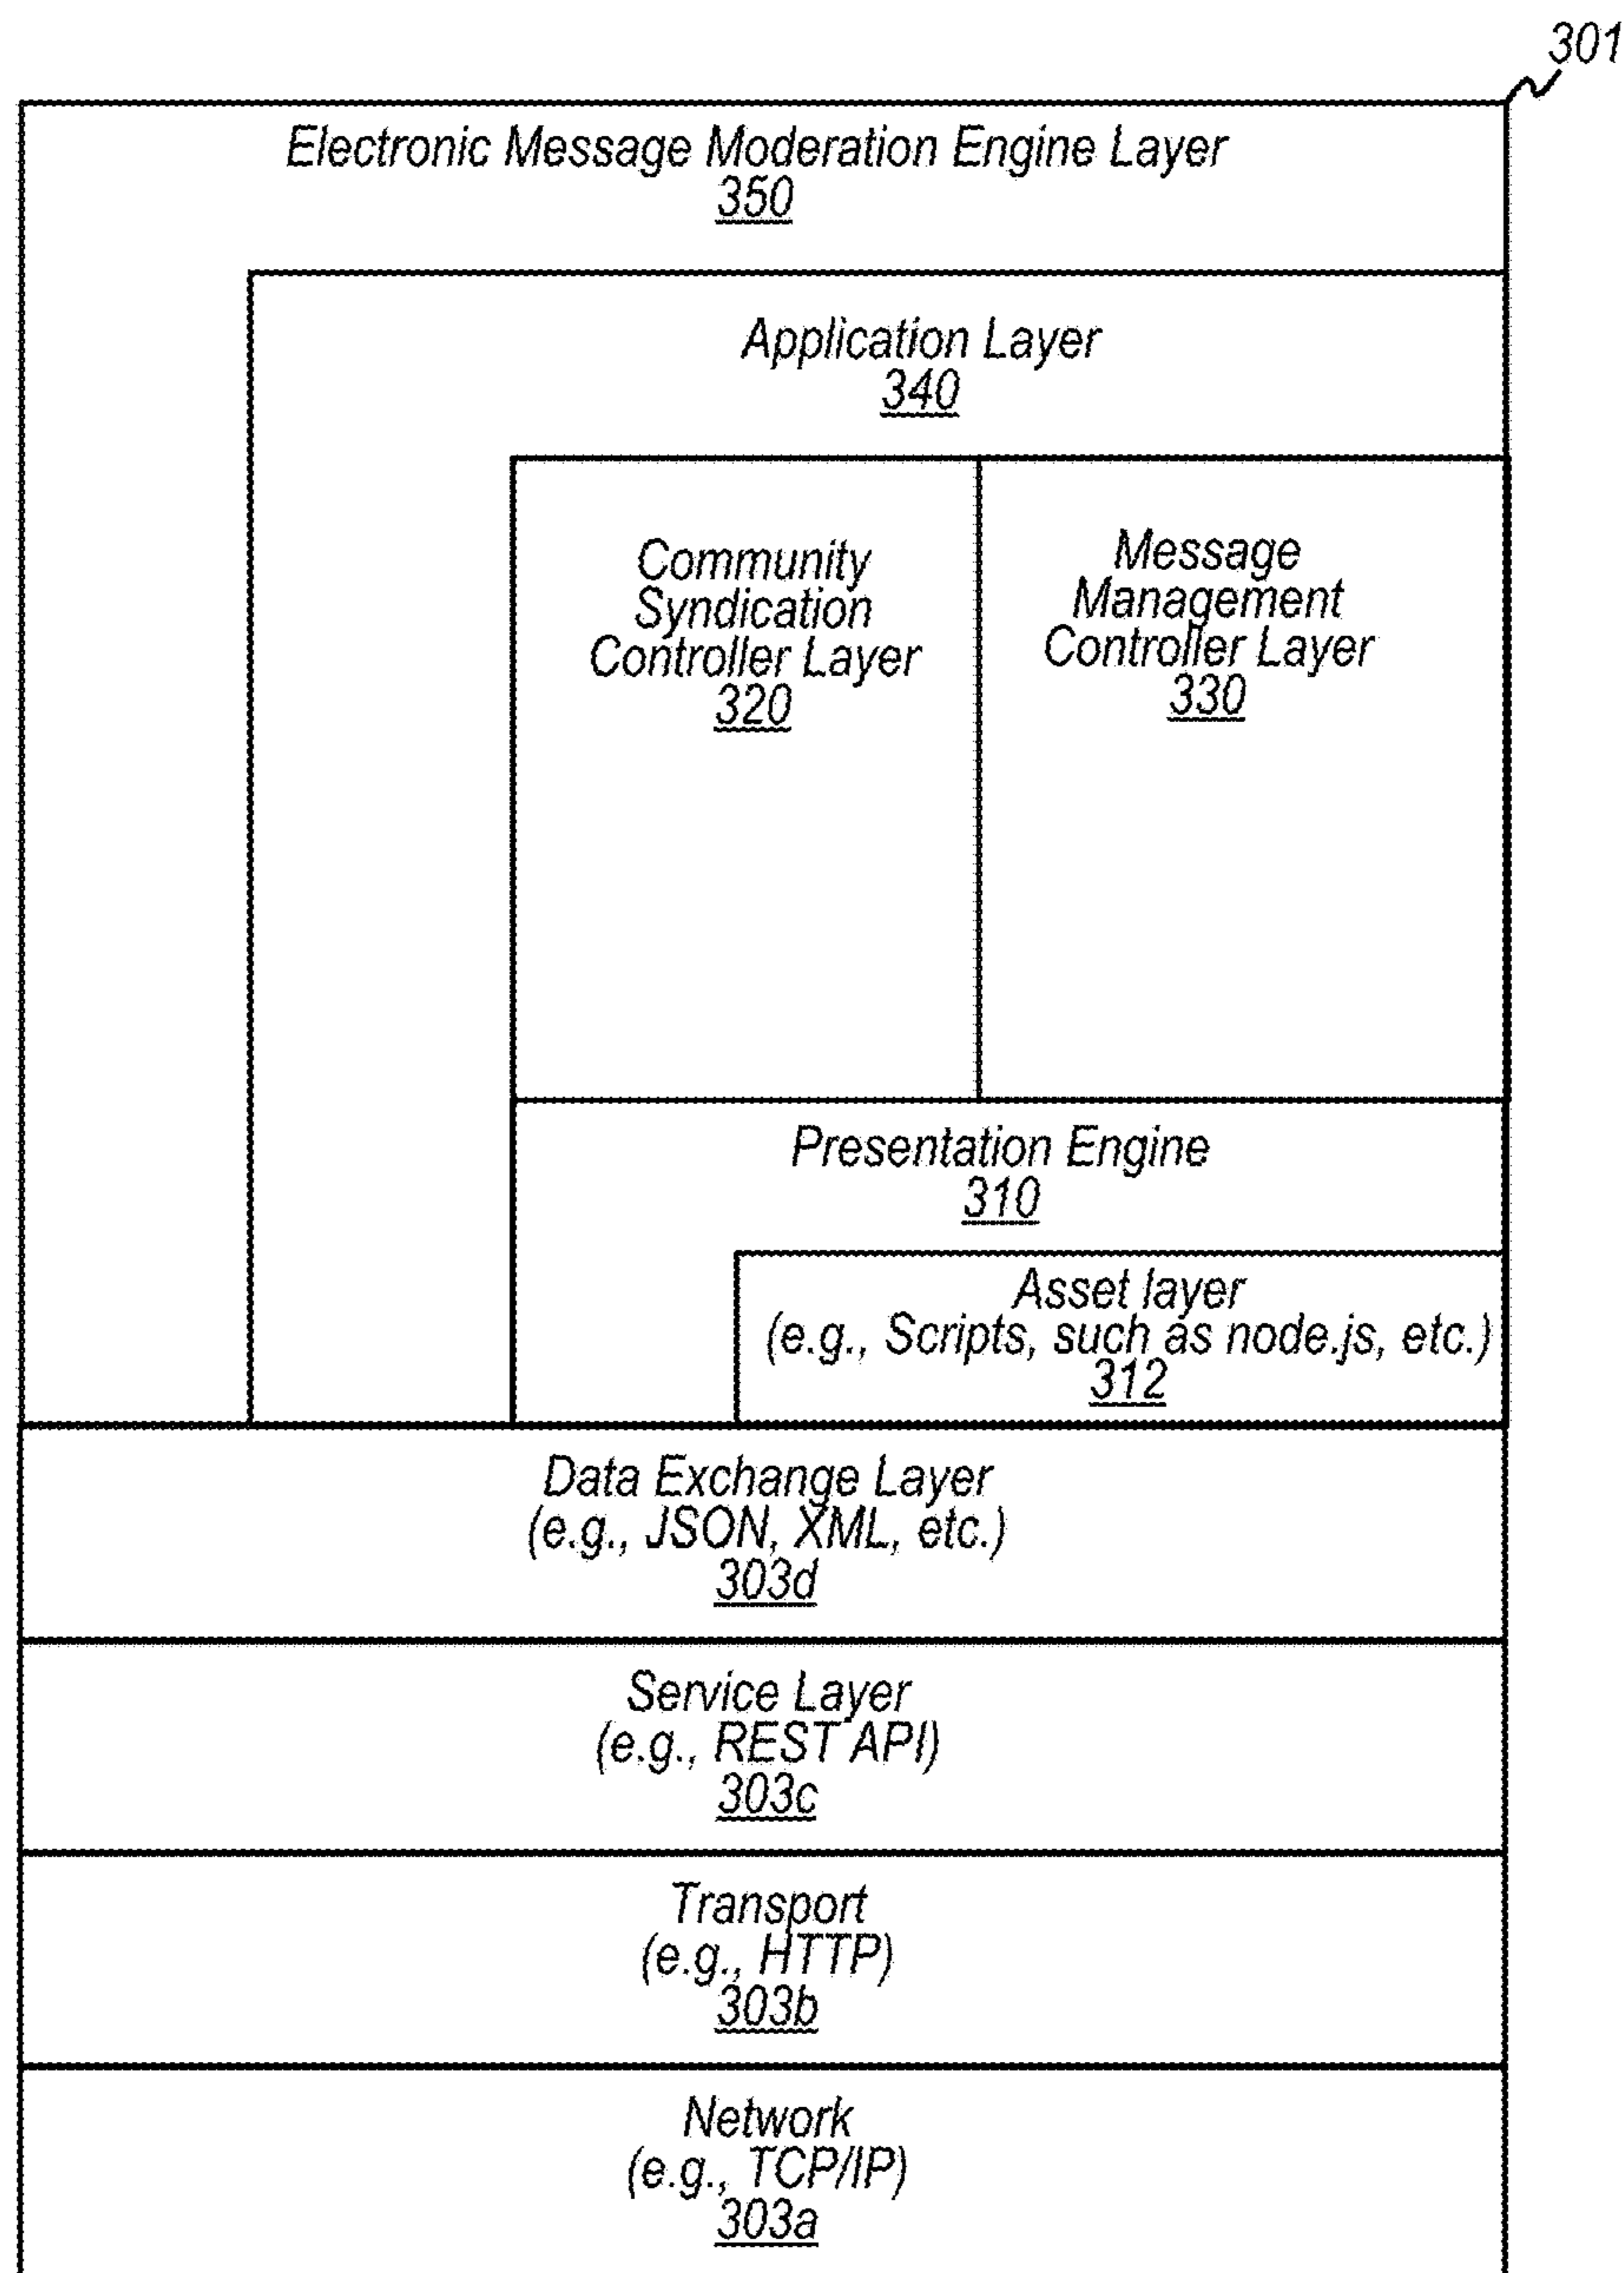 301
Electronic Message Moderation Engine Layer
350
Application Layer
340
Community
Syndication
Controller Layer
320
Message
Management
Controller Layer
330
Presentation Engine
310
Asset layer
(e.g., Scripts, such as node.js, etc.)
312
Data Exchange Layer
(e.g., JSON, XML, etc.)
303d
Service Layer
(e.g., REST API)
303c
Transport
(e.g., HTTP)
303b
Network
(e.g., TCP/IP)
303a